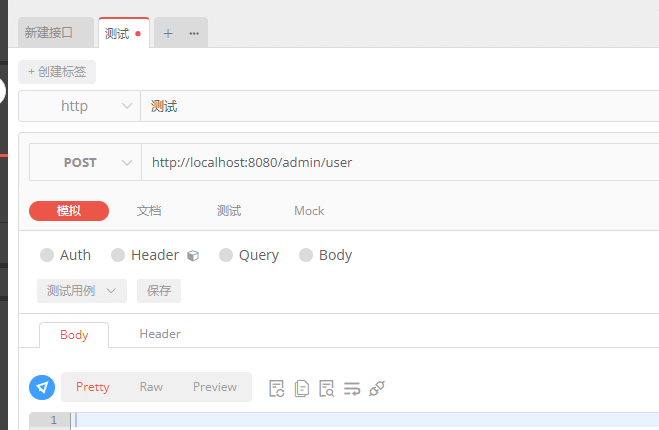 新建接口 测试 + ...
+ 创建标签
http 测试
POST http://localhost:8080/admin/user
模拟 文档 测试 Mock
Auth Header Query Body
测试用例 保存
Body Header
Pretty Raw Preview
1